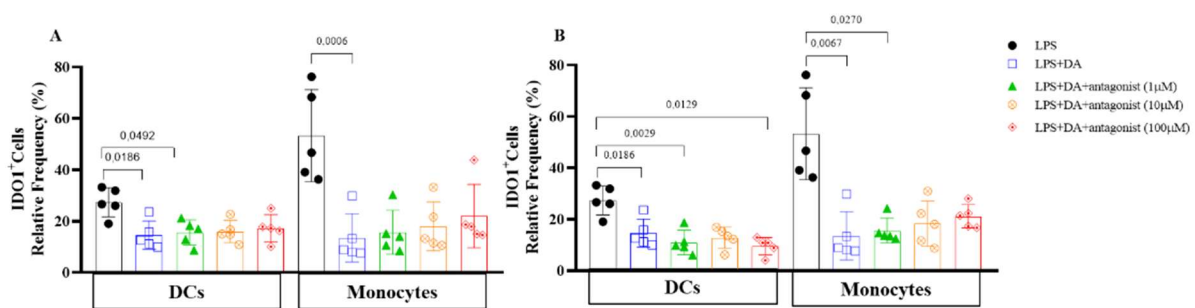 A
IDO1⁺Cells
Relative Frequency (%)
80
60
40
20
0
0,0006
0,0492
0,0186
DCs
Monocytes
B
IDO1⁺Cells
Relative Frequency (%)
80
60
40
20
0
0,0270
0,0067
0,0129
0,0029
0,0186
DCs
Monocytes
LPS
LPS+DA
LPS+DA+antagonist (1µM)
LPS+DA+antagonist (10µM)
LPS+DA+antagonist (100µM)